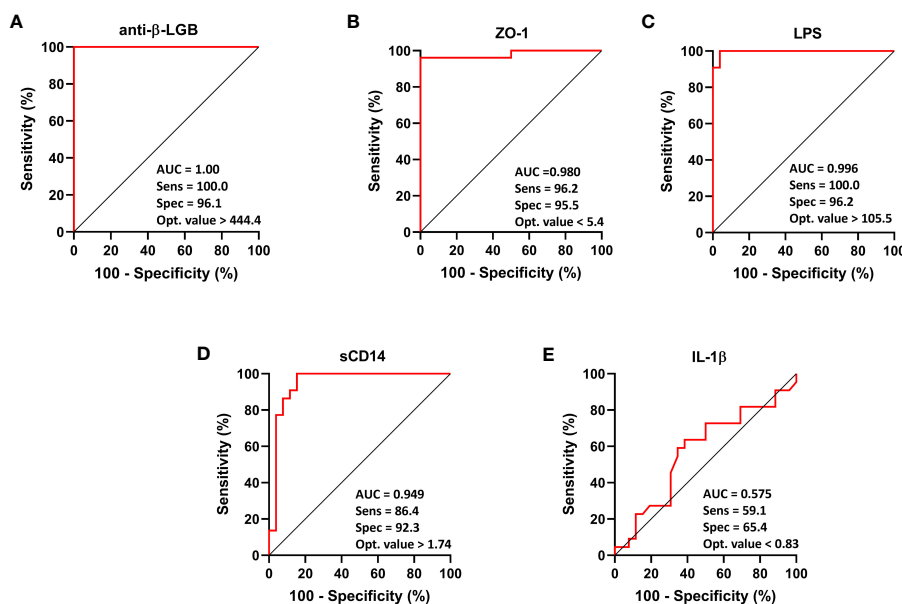 A
anti-β-LGB
100
80
60
40
20
0
Sensitivity (%)
AUC = 1.00
Sens = 100.0
Spec = 96.1
Opt. value > 444.4
0 20 40 60 80 100
100 - Specificity (%)
B
ZO-1
100
80
60
40
20
0
Sensitivity (%)
AUC =0.980
Sens = 96.2
Spec = 95.5
Opt. value < 5.4
0 20 40 60 80 100
100 - Specificity (%)
C
LPS
100
80
60
40
20
0
Sensitivity (%)
AUC =0.996
Sens = 100.0
Spec = 96.2
Opt. value > 105.5
0 20 40 60 80 100
100 - Specificity (%)
D
sCD14
100
80
60
40
20
0
Sensitivity (%)
AUC = 0.949
Sens = 86.4
Spec = 92.3
Opt. value > 1.74
0 20 40 60 80 100
100 - Specificity (%)
E
IL-1β
100
80
60
40
20
0
Sensitivity (%)
AUC = 0.575
Sens = 59.1
Spec = 65.4
Opt. value < 0.83
0 20 40 60 80 100
100 - Specificity (%)